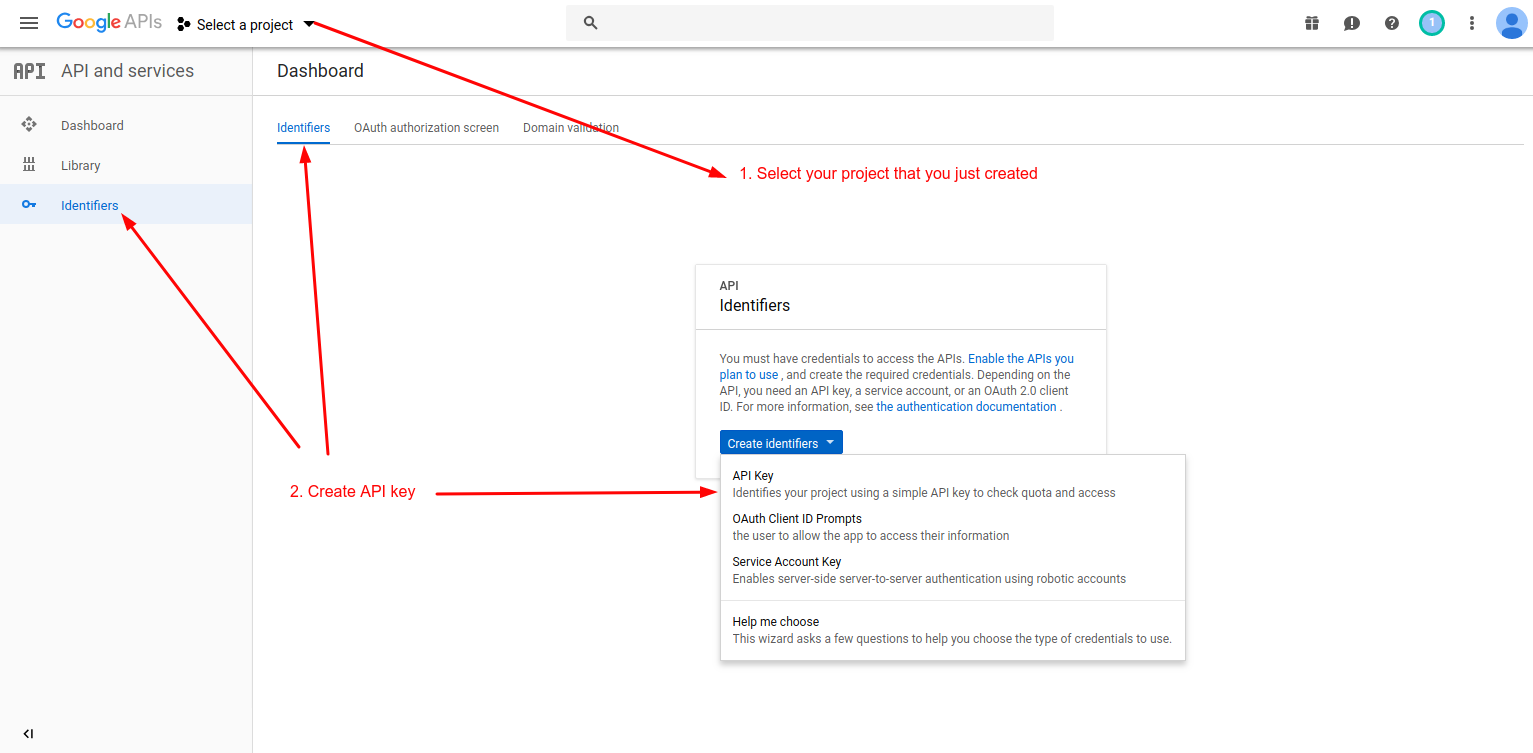 Google APIs Select a project
1
API API and services
Dashboard
Dashboard
Library
Identifiers
Identifiers OAuth authorization screen Domain validation
1. Select your project that you just created
API
Identifiers
You must have credentials to access the APIs. Enable the APIs you
plan to use , and create the required credentials. Depending on the
API, you need an API key, a service account, or an OAuth 2.0 client
ID. For more information, see the authentication documentation .
Create identifiers
2. Create API key
API Key
Identifies your project using a simple API key to check quota and access
OAuth Client ID Prompts
the user to allow the app to access their information
Service Account Key
Enables server-side server-to-server authentication using robotic accounts
Help me choose
This wizard asks a few questions to help you choose the type of credentials to use.